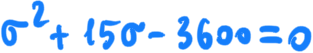 σ² + 15σ - 3600 = 0